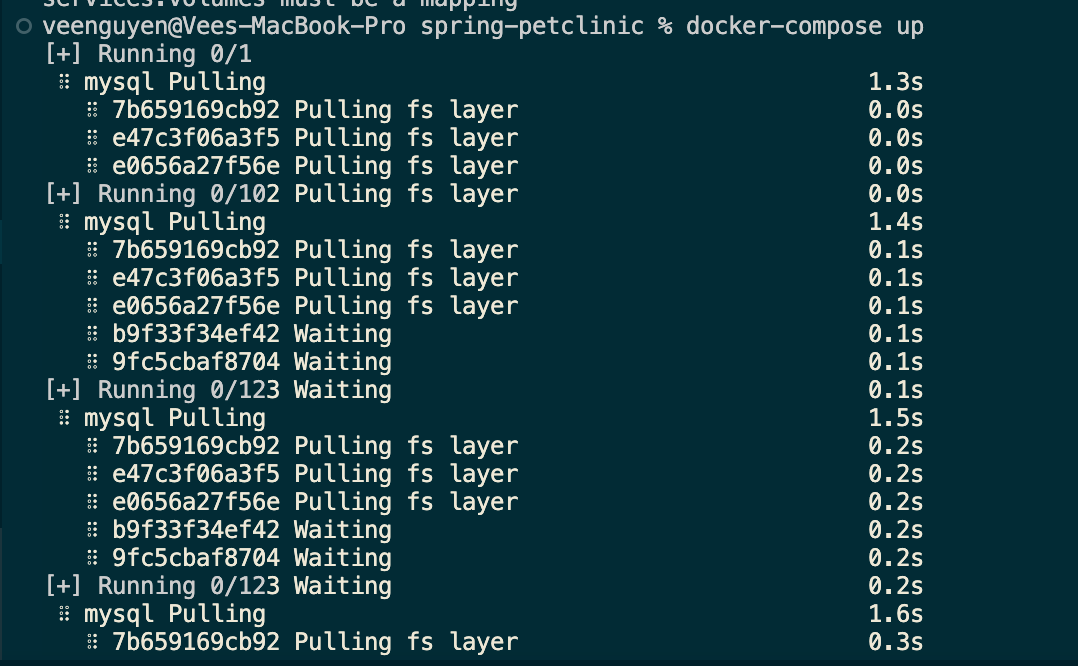 services.volumes must be a mapping
veenguyen@Vees-MacBook-Pro spring-petclinic % docker-compose up
[+] Running 0/1
⠿ mysql Pulling 1.3s
⠿ 7b659169cb92 Pulling fs layer 0.0s
⠿ e47c3f06a3f5 Pulling fs layer 0.0s
⠿ e0656a27f56e Pulling fs layer 0.0s
[+] Running 0/102 Pulling fs layer 0.0s
⠿ mysql Pulling 1.4s
⠿ 7b659169cb92 Pulling fs layer 0.1s
⠿ e47c3f06a3f5 Pulling fs layer 0.1s
⠿ e0656a27f56e Pulling fs layer 0.1s
⠿ b9f33f34ef42 Waiting 0.1s
⠿ 9fc5cbaf8704 Waiting 0.1s
[+] Running 0/123 Waiting 0.1s
⠿ mysql Pulling 1.5s
⠿ 7b659169cb92 Pulling fs layer 0.2s
⠿ e47c3f06a3f5 Pulling fs layer 0.2s
⠿ e0656a27f56e Pulling fs layer 0.2s
⠿ b9f33f34ef42 Waiting 0.2s
⠿ 9fc5cbaf8704 Waiting 0.2s
[+] Running 0/123 Waiting 0.2s
⠿ mysql Pulling 1.6s
⠿ 7b659169cb92 Pulling fs layer 0.3s